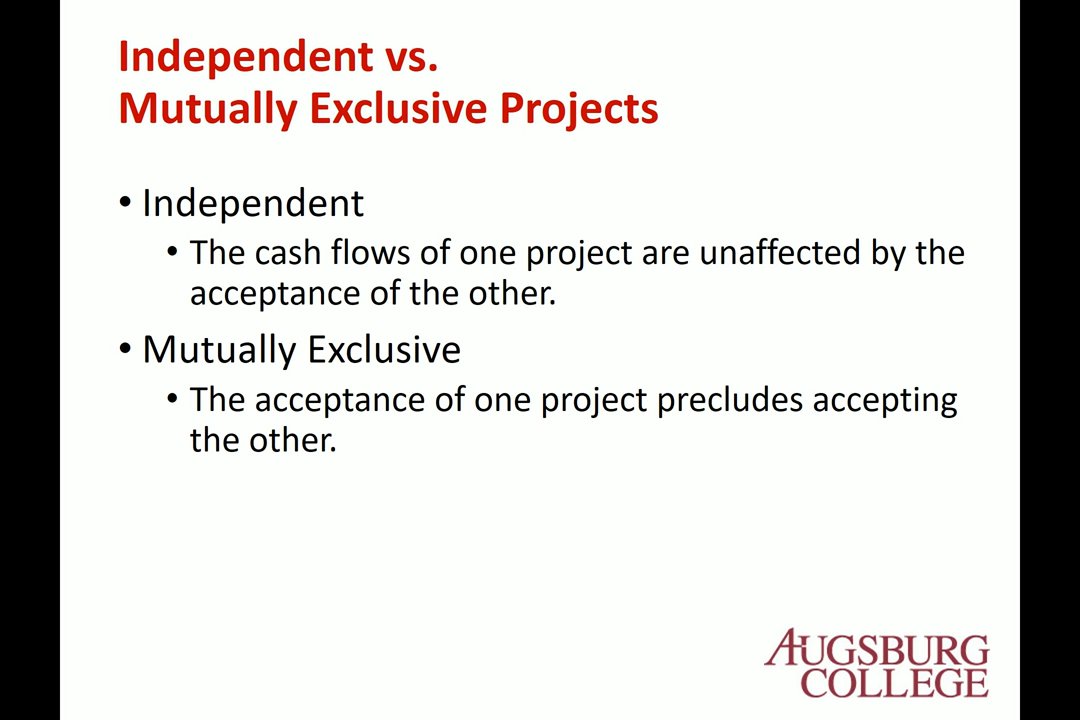 Independent vs.
Mutually Exclusive Projects
• Independent
• The cash flows of one project are unaffected by the
acceptance of the other.
• Mutually Exclusive
• The acceptance of one project precludes accepting
the other.
AUGSBURG
COLLEGE